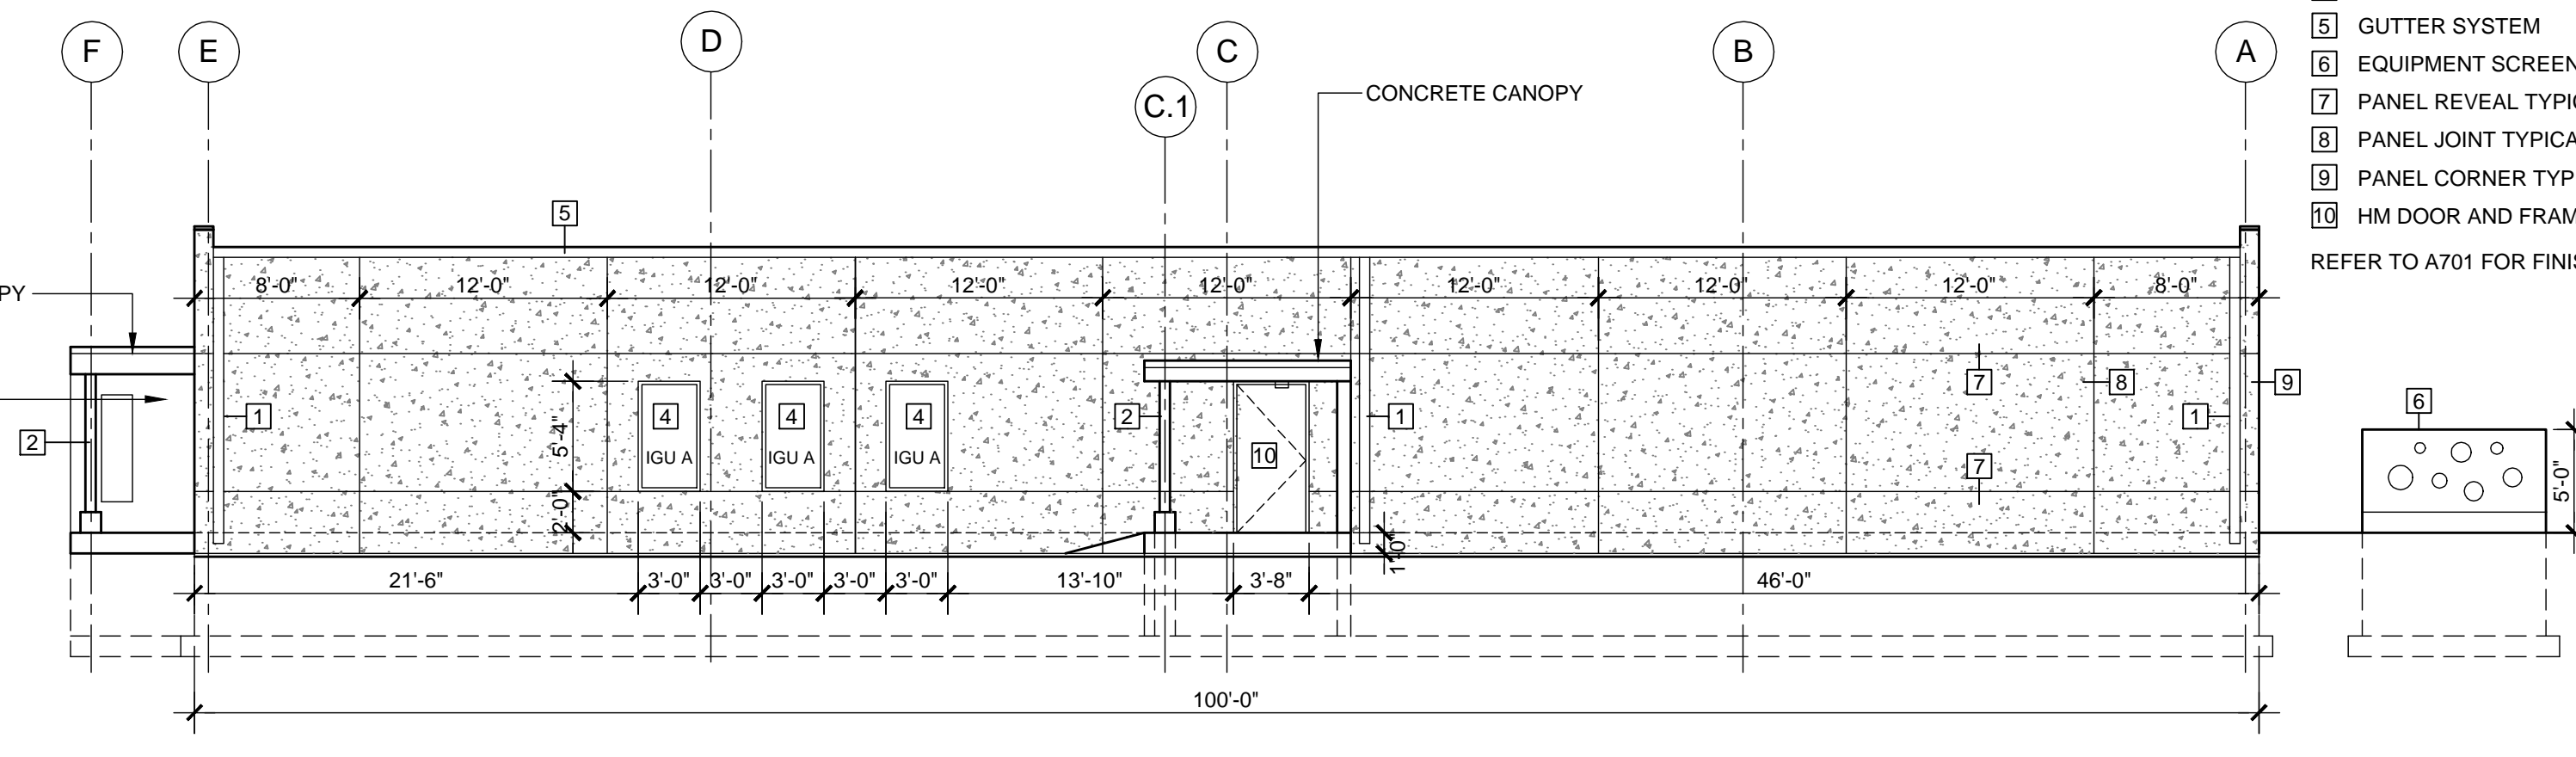 F
E
D
C.1
C
B
A
CONCRETE CANOPY
5 GUTTER SYSTEM
6 EQUIPMENT SCREEN
7 PANEL REVEAL TYPI
8 PANEL JOINT TYPICA
9 PANEL CORNER TYP
10 HM DOOR AND FRAM
REFER TO A701 FOR FINIS
5
PY
8'-0" 12'-0" 12'-0" 12'-0" 12'-0" 12'-0" 12'-0" 12'-0" 8'-0"
2
1
5'-4"
2'-0"
4 4 4
IGU A IGU A IGU A
2
10
1
7
7
8
1
9
6
5'-0"
1'-0"
21'-6" 3'-0" 3'-0" 3'-0" 3'-0" 3'-0" 13'-10" 3'-8" 46'-0"
100'-0"